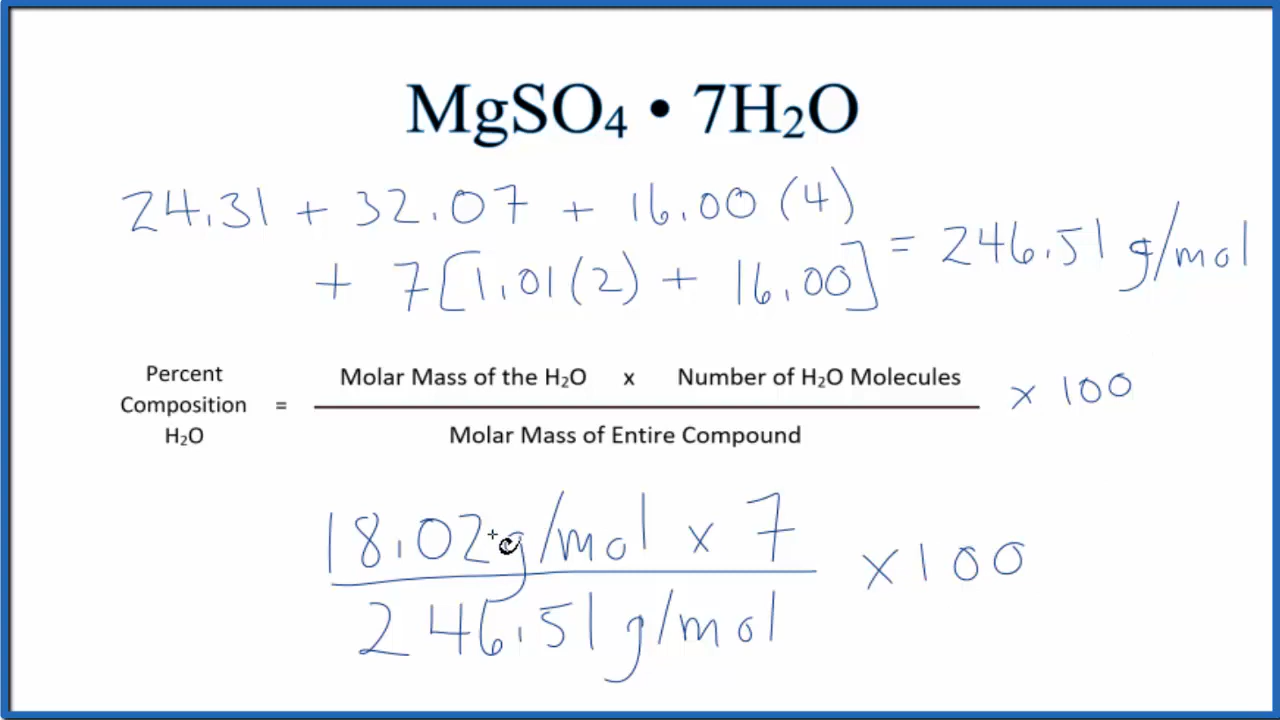 MgSO₄ • 7H₂O
24.31 + 32.07 + 16.00 (4)
+ 7[1.01(2) + 16.00] = 246.51 g/mol
Percent Composition H₂O = Molar Mass of the H₂O x Number of H₂O Molecules x 100
Molar Mass of Entire Compound
18.02g/mol x 7 x 100
246.51 g/mol